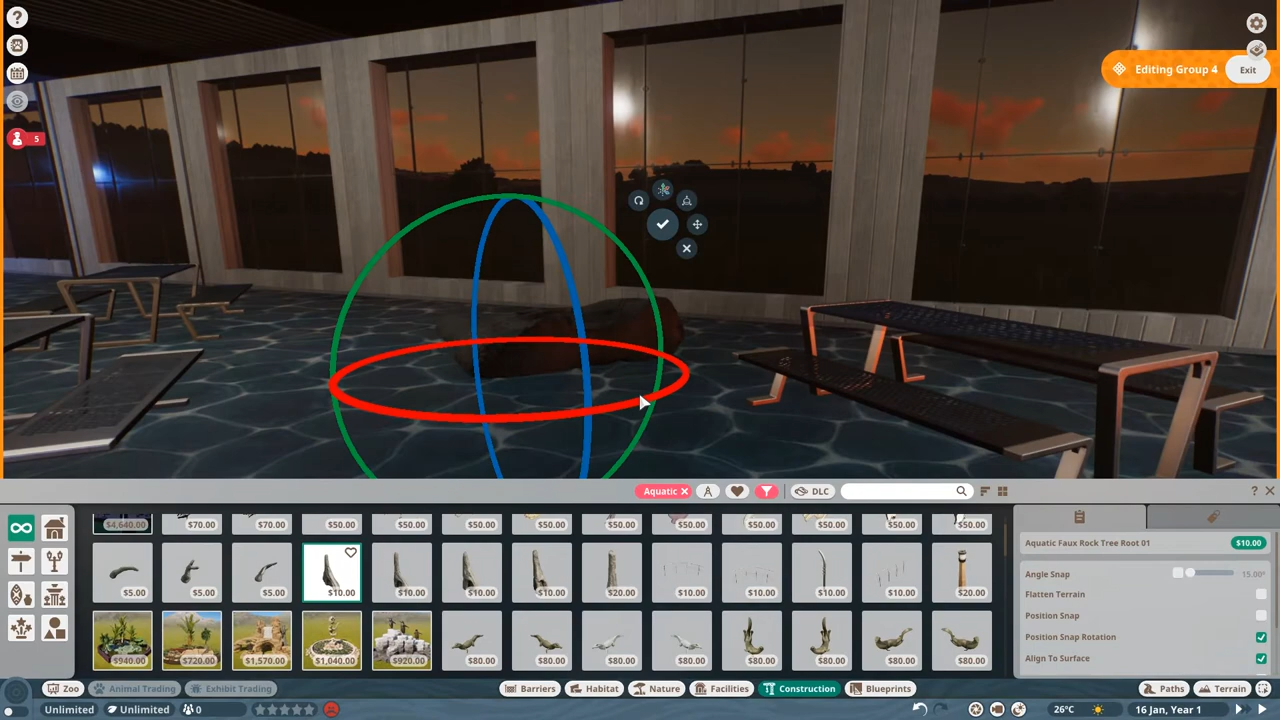 ?
Editing Group 4
Exit
5
Aquatic ×
DLC
? ×
$4,640.00 $70.00 $70.00 $50.00 $50.00 $50.00 $50.00 $50.00 $50.00 $50.00 $50.00 $50.00 $50.00
$5.00 $5.00 $5.00 $10.00 $10.00 $10.00 $10.00 $20.00 $10.00 $10.00 $10.00 $10.00 $20.00
$940.00 $720.00 $1,570.00 $1,040.00 $920.00 $80.00 $80.00 $80.00 $80.00 $80.00 $80.00 $80.00 $80.00
Aquatic Faux Rock Tree Root 01 $10.00
Angle Snap 15.00°
Flatten Terrain
Position Snap
Position Snap Rotation
Align To Surface
Zoo Animal Trading Exhibit Trading Barriers Habitat Nature Facilities Construction Blueprints Paths Terrain
Unlimited Unlimited 0 26°C 16 Jan, Year 1